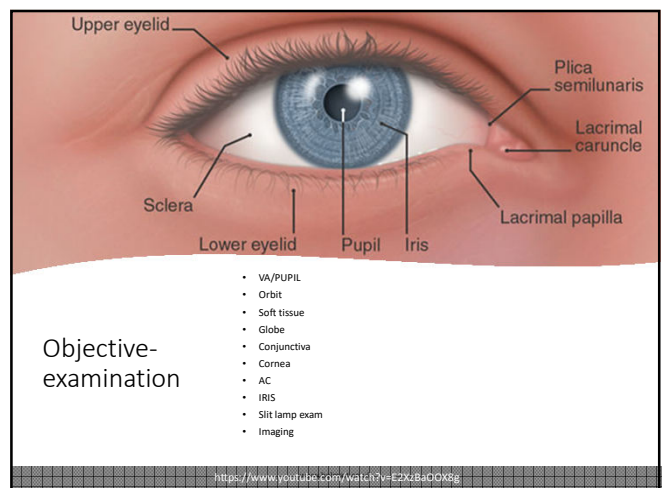 Upper eyelid
Plica
semilunaris
Lacrimal
caruncle
Sclera
Lacrimal papilla
Lower eyelid
Pupil
Iris
Objective-
examination
• VA/PUPIL
• Orbit
• Soft tissue
• Globe
• Conjunctiva
• Cornea
• AC
• IRIS
• Slit lamp exam
• Imaging
https://www.youtube.com/watch?v=E2XzBaOOX8g